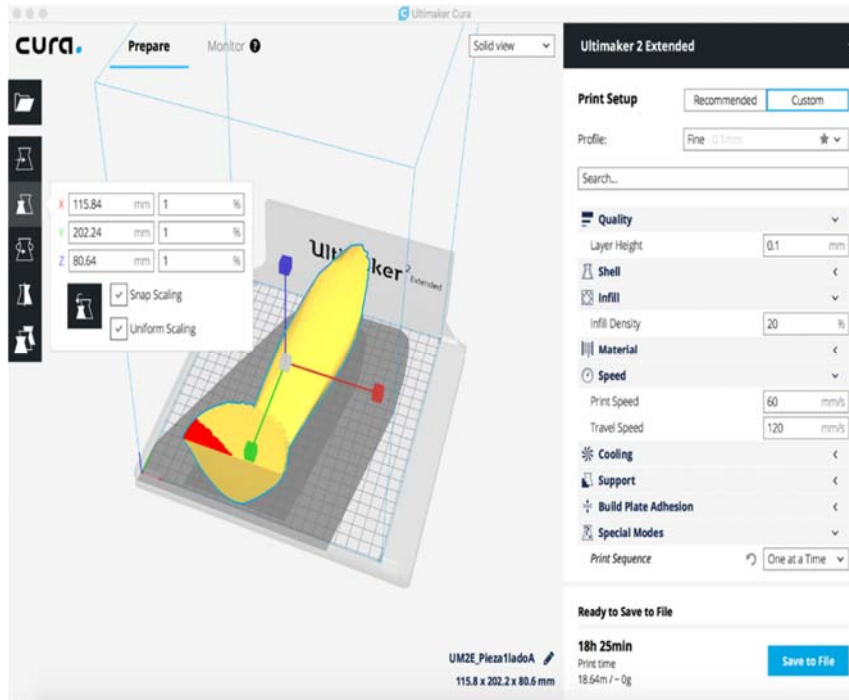 Ultimaker Cura
cura.
Prepare
Monitor ?
Solid view
Ultimaker 2 Extended
Print Setup
Recommended
Custom
Profile:
Fine 0.1mm
Search...
X 115.84 mm 1 %
Y 202.24 mm 1 %
Z 80.64 mm 1 %
Snap Scaling
Uniform Scaling
Quality
Layer Height 0.1 mm
Shell
Infill
Infill Density 20 %
Material
Speed
Print Speed 60 mm/s
Travel Speed 120 mm/s
Cooling
Support
Build Plate Adhesion
Special Modes
Print Sequence One at a Time
Ready to Save to File
18h 25min
Print time
18.64m / ~ 0g
Save to File
UM2E_Pieza1ladoA
115.8 x 202.2 x 80.6 mm
2
Extended